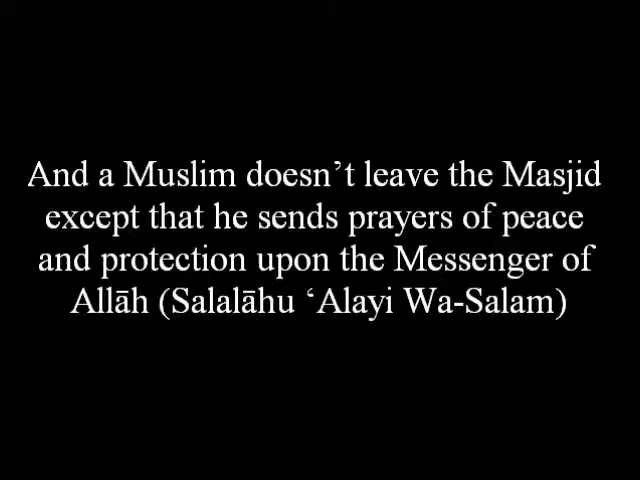 And a Muslim doesn’t leave the Masjid
except that he sends prayers of peace
and protection upon the Messenger of
Allāh (Salalāhu ‘Alayi Wa-Salam)